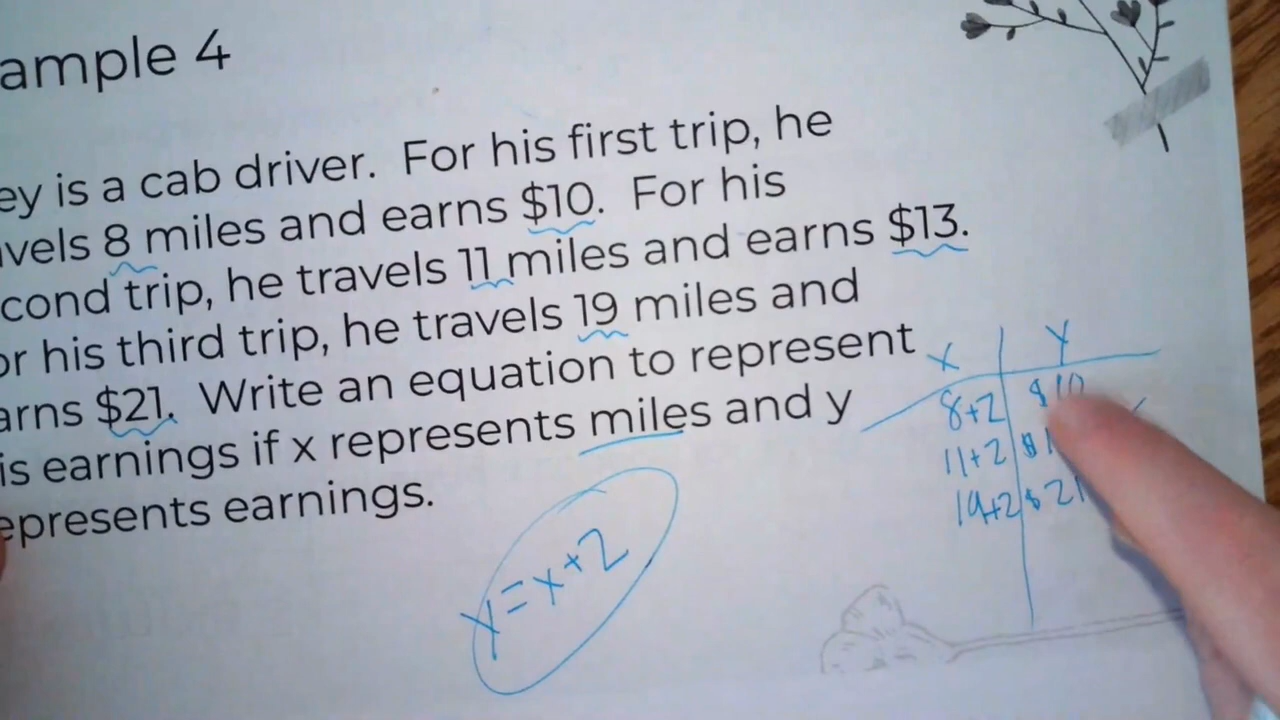 ample 4
ey is a cab driver. For his first trip, he
vels 8 miles and earns $10. For his
cond trip, he travels 11 miles and earns $13.
or his third trip, he travels 19 miles and
arns $21. Write an equation to represent
is earnings if x represents miles and y
epresents earnings.
x y
8+2 $10
11+2 $1
19+2 $21
y=x+2